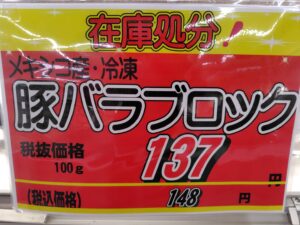 在庫処分!
メキシコ産・冷凍
豚バラブロック
税抜価格 137
100g 円
(税込価格) 148 円